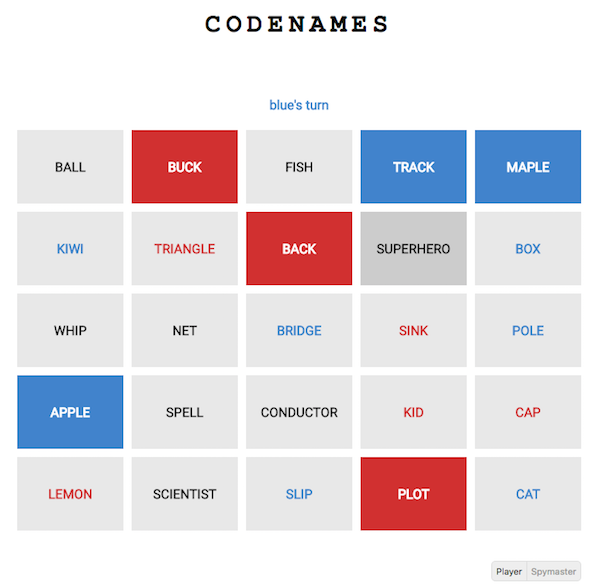 CODENAMES
blue's turn
BALL BUCK FISH TRACK MAPLE
KIWI TRIANGLE BACK SUPERHERO BOX
WHIP NET BRIDGE SINK POLE
APPLE SPELL CONDUCTOR KID CAP
LEMON SCIENTIST SLIP PLOT CAT
Player Spymaster